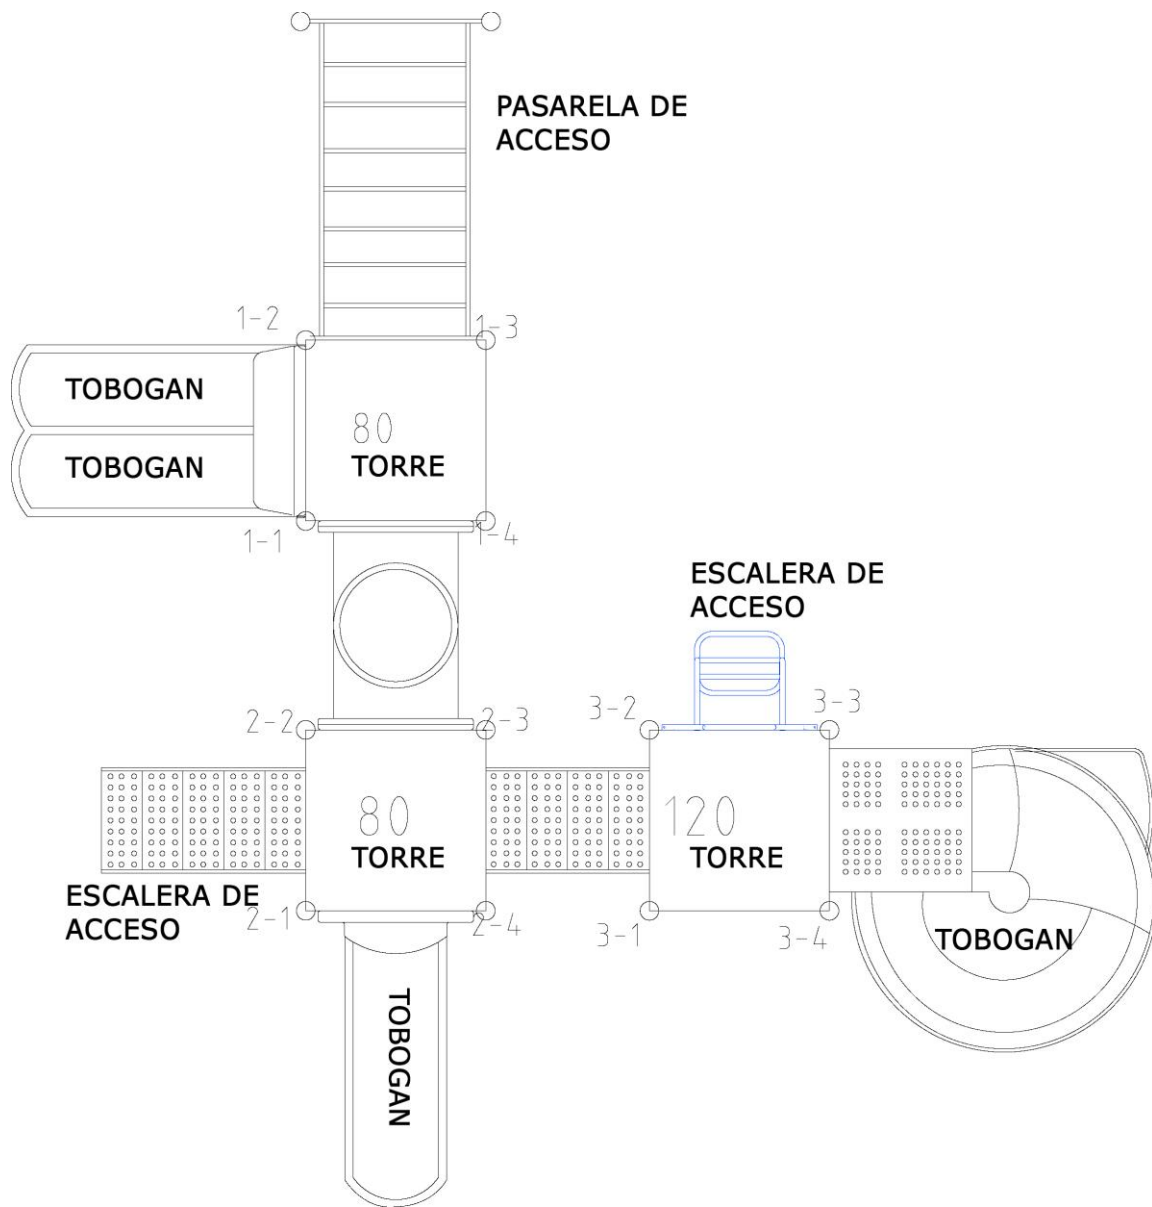 PASARELA DE
ACCESO
1-2
1-3
TOBOGAN
80
TORRE
TOBOGAN
1-1
1-4
ESCALERA DE
ACCESO
2-2
2-3
3-2
3-3
80
TORRE
120
TORRE
ESCALERA DE
ACCESO
2-1
2-4
3-1
3-4
TOBOGAN
TOBOGAN